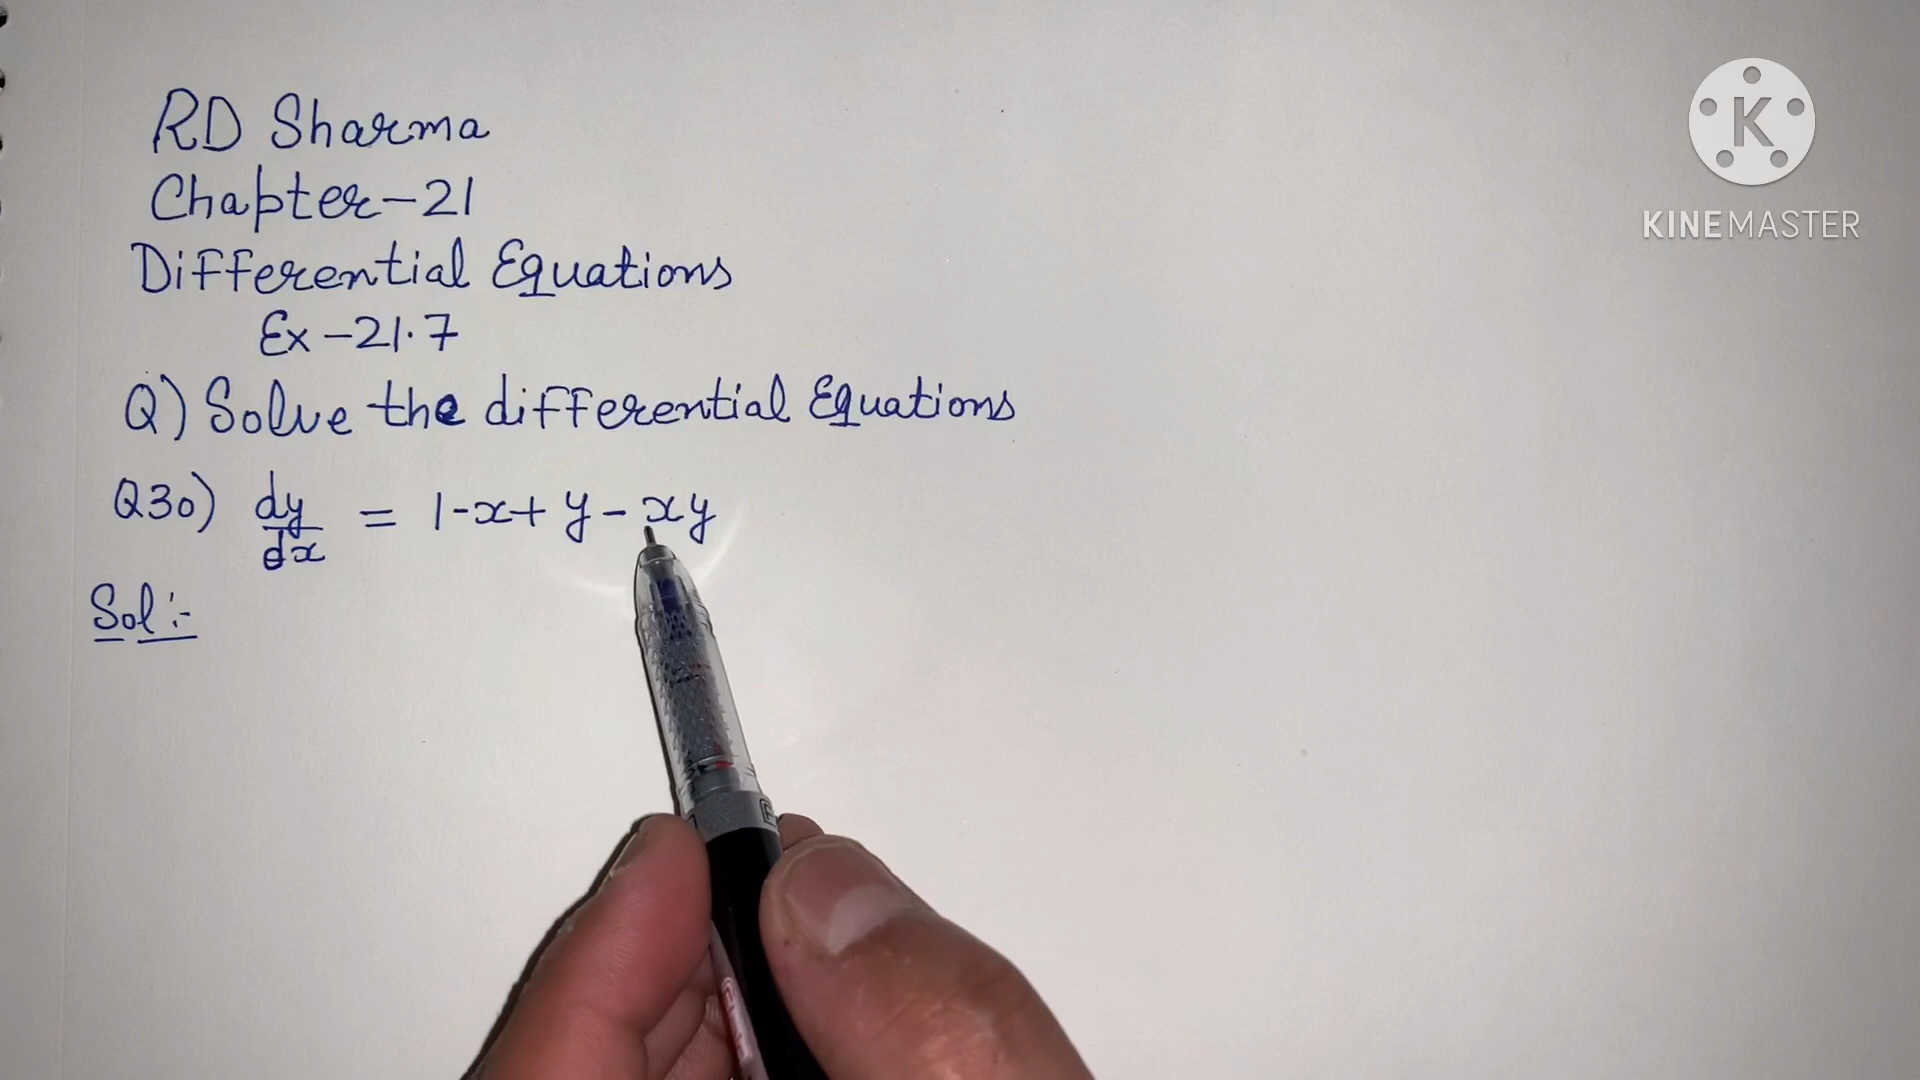 RD Sharma
Chapter-21
Differential Equations
Ex-21.7
Q) Solve the differential Equations
Q30) dy/dx = 1-x+y-xy
Sol:-
K
KINEMASTER